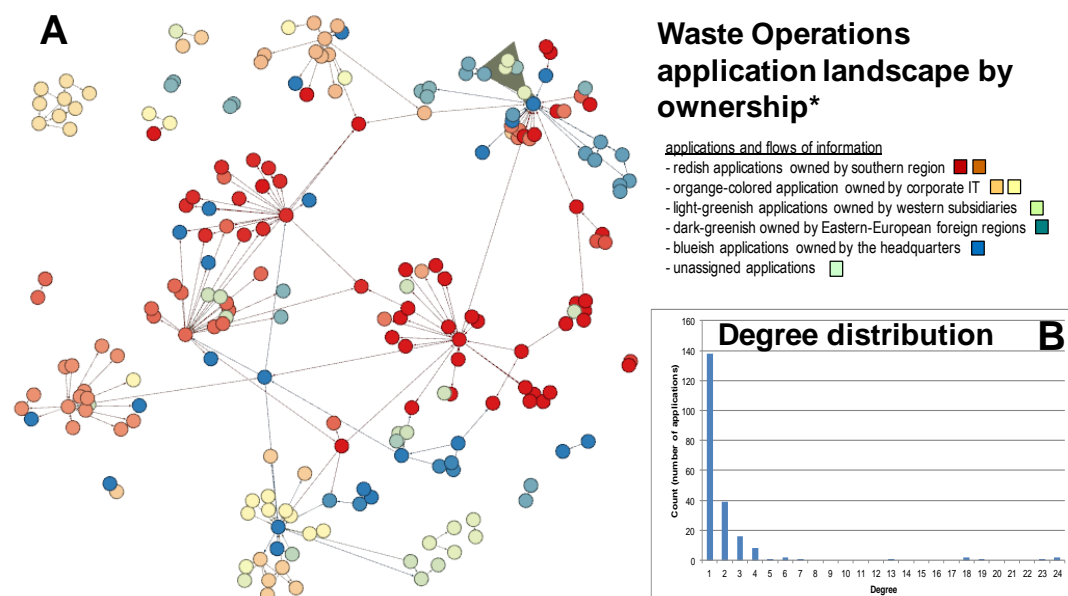 A
Waste Operations
application landscape by
ownership*
applications and flows of information
- redish applications owned by southern region
- organge-colored application owned by corporate IT
- light-greenish applications owned by western subsidiaries
- dark-greenish owned by Eastern-European foreign regions
- blueish applications owned by the headquarters
- unassigned applications
Degree distribution
B
Count (number of applications)
160
140
120
100
80
60
40
20
0
1 2 3 4 5 6 7 8 9 10 11 12 13 14 15 16 17 18 19 20 21 22 23 24
Degree